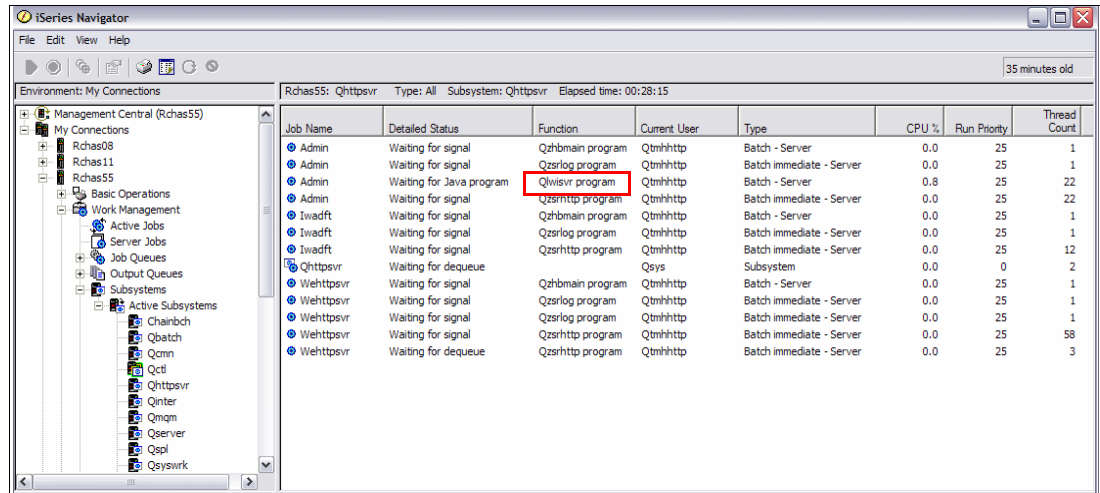 iSeries Navigator
File Edit View Help
35 minutes old
Environment: My Connections
Rchas55: Qhttpsvr Type: All Subsystem: Qhttpsvr Elapsed time: 00:28:15
Management Central (Rchas55)
My Connections
Rchas08
Rchas11
Rchas55
Basic Operations
Work Management
Active Jobs
Server Jobs
Job Queues
Output Queues
Subsystems
Active Subsystems
Chainbch
Qbatch
Qcmn
Qctl
Qhttpsvr
Qinter
Qmqm
Qserver
Qspl
Qsyswrk
Job Name Detailed Status Function Current User Type CPU % Run Priority Thread Count
Admin Waiting for signal Qzhbmain program Qtmhhttp Batch - Server 0.0 25 1
Admin Waiting for signal Qzsrlog program Qtmhhttp Batch immediate - Server 0.0 25 1
Admin Waiting for Java program Qlwisvr program Qtmhhttp Batch - Server 0.8 25 22
Admin Waiting for signal Qzsrhttp program Qtmhhttp Batch immediate - Server 0.0 25 22
Iwadft Waiting for signal Qzhbmain program Qtmhhttp Batch - Server 0.0 25 1
Iwadft Waiting for signal Qzsrlog program Qtmhhttp Batch immediate - Server 0.0 25 1
Iwadft Waiting for signal Qzsrhttp program Qtmhhttp Batch immediate - Server 0.0 25 12
Qhttpsvr Waiting for dequeue Qsys Subsystem 0.0 0 2
Wehttpsvr Waiting for signal Qzhbmain program Qtmhhttp Batch - Server 0.0 25 1
Wehttpsvr Waiting for signal Qzsrlog program Qtmhhttp Batch immediate - Server 0.0 25 1
Wehttpsvr Waiting for signal Qzsrlog program Qtmhhttp Batch immediate - Server 0.0 25 1
Wehttpsvr Waiting for signal Qzsrhttp program Qtmhhttp Batch immediate - Server 0.0 25 58
Wehttpsvr Waiting for dequeue Qzsrhttp program Qtmhhttp Batch immediate - Server 0.0 25 3